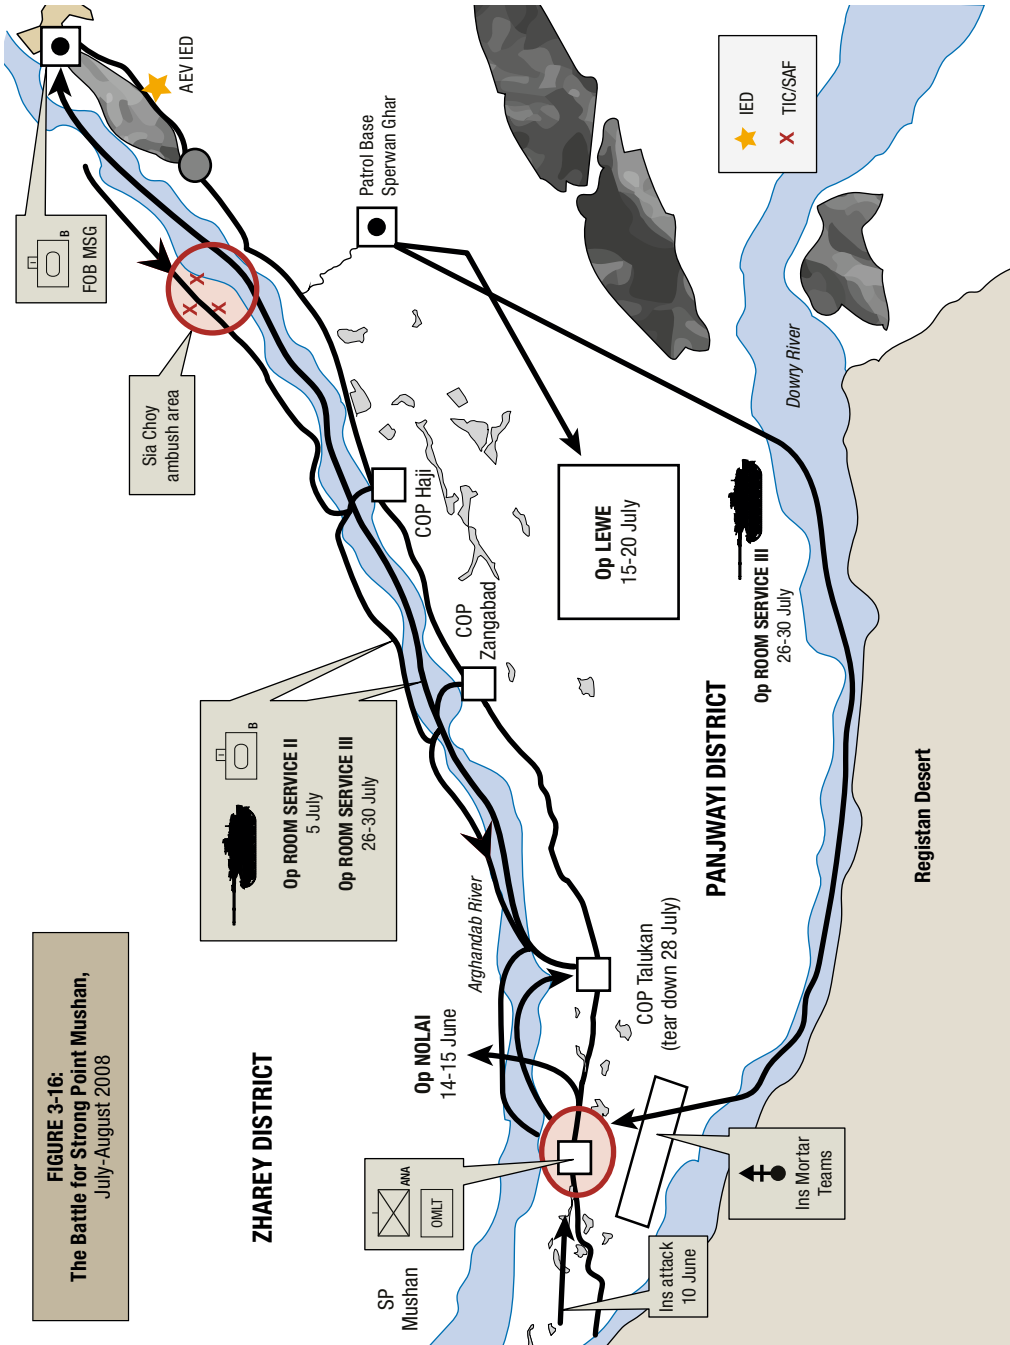 FIGURE 3-16:
The Battle for Strong Point Mushan,
July-August 2008
ZHAREY DISTRICT
SP
Mushan
ANA
OMLT
Op NOLAI
14-15 June
Arghandab River
Op ROOM SERVICE II
5 July
Op ROOM SERVICE III
26-30 July
I
B
Sia Choy
ambush area
X
X
X
FOB MSG
I
B
AEV IED
Patrol Base
Sperwan Ghar
COP Haji
COP
Zangabad
COP Talukan
(tear down 28 July)
Op LEWE
15-20 July
Ins attack
10 June
Ins Mortar
Teams
PANJWAYI DISTRICT
Op ROOM SERVICE III
26-30 July
Dowry River
Registan Desert
IED
X TIC/SAF